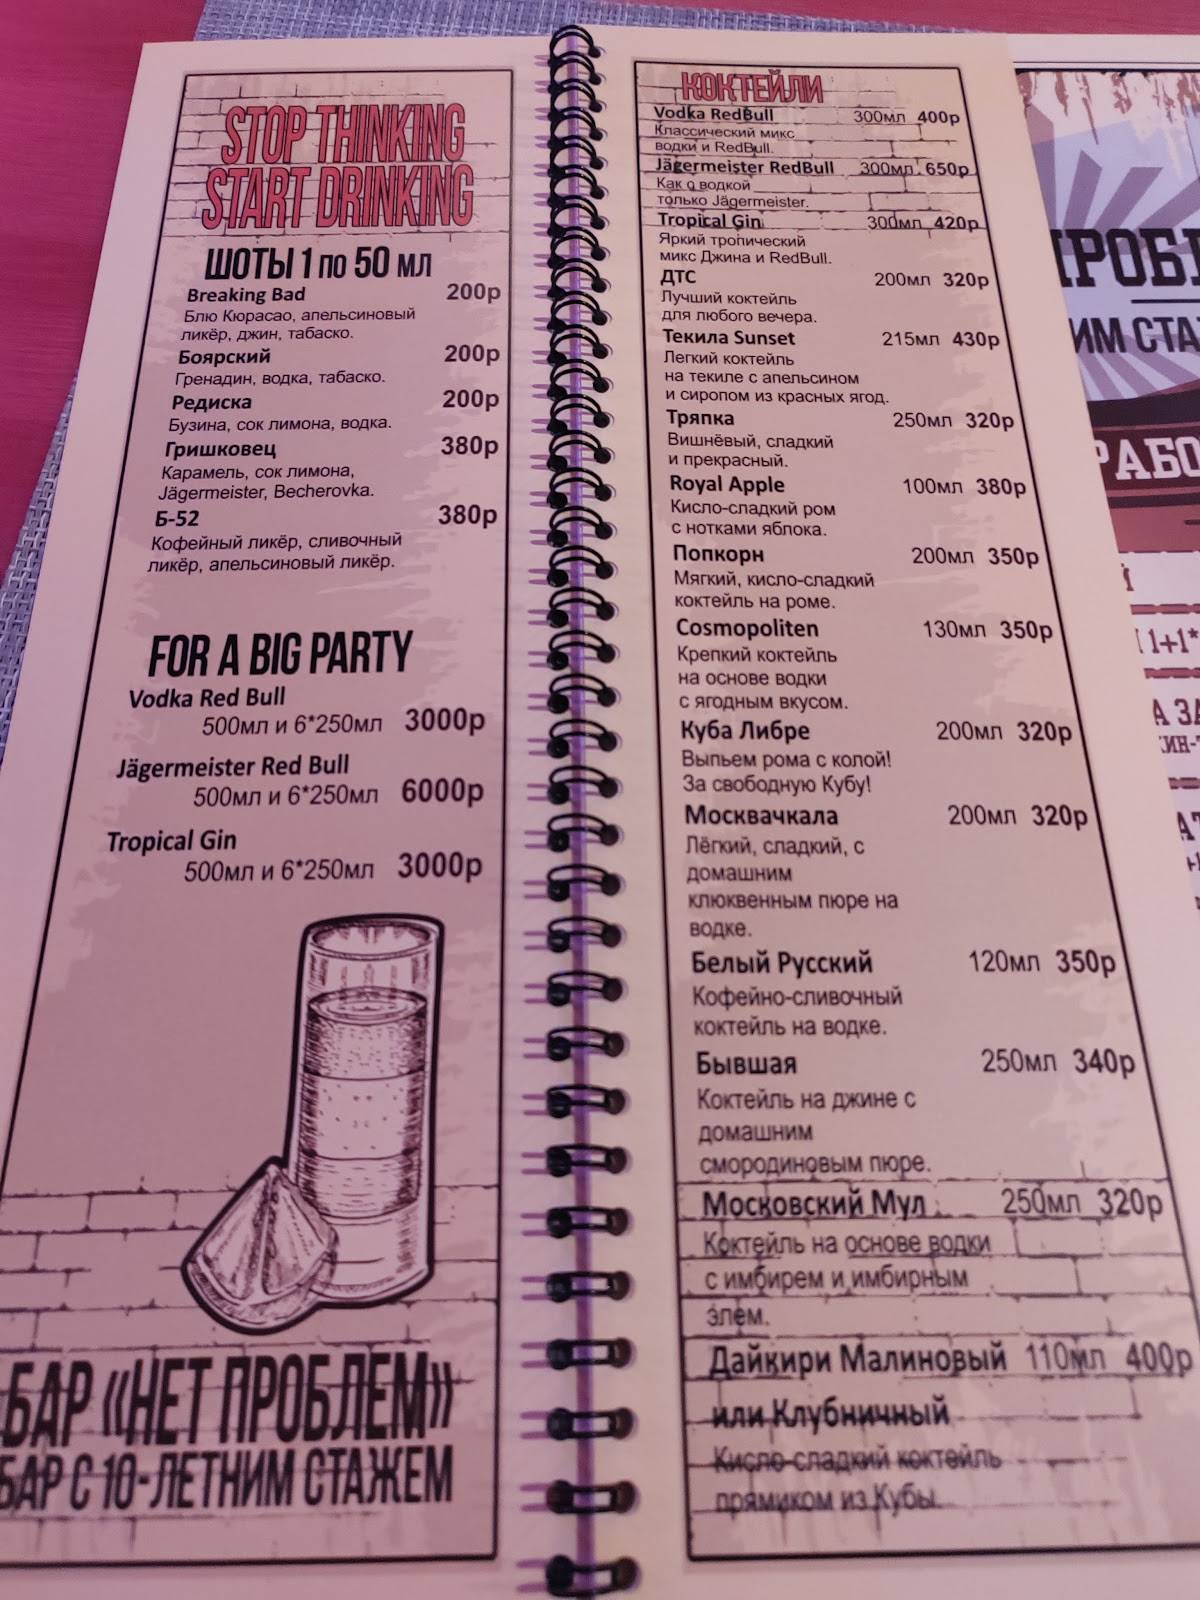 STOP THINKING
START DRINKING
ШОТЫ 1 по 50 мл
Breaking Bad 200р
Блю Кюрасао, апельсиновый
ликёр, джин, табаско.
Боярский 200р
Гренадин, водка, табаско.
Редиска 200р
Бузина, сок лимона, водка.
Гришковец 380р
Карамель, сок лимона,
Jägermeister, Becherovka.
Б-52 380р
Кофейный ликёр, сливочный
ликёр, апельсиновый ликёр.
FOR A BIG PARTY
Vodka Red Bull
500мл и 6*250мл 3000р
Jägermeister Red Bull
500мл и 6*250мл 6000р
Tropical Gin
500мл и 6*250мл 3000р
БАР «НЕТ ПРОБЛЕМ»
БАР С 10-ЛЕТНИМ СТАЖЕМ
КОКТЕЙЛИ
Vodka RedBull 300мл 400р
Классический микс
водки и RedBull.
Jägermeister RedBull 300мл 650р
Как с водкой
только Jägermeister.
Tropical Gin 300мл 420р
Яркий тропический
микс Джина и RedBull.
ДТС 200мл 320р
Лучший коктейль
для любого вечера.
Текила Sunset 215мл 430р
Легкий коктейль
на текиле с апельсином
и сиропом из красных ягод.
Тряпка 250мл 320р
Вишнёвый, сладкий
и прекрасный.
Royal Apple 100мл 380р
Кисло-сладкий ром
с нотками яблока.
Попкорн 200мл 350р
Мягкий, кисло-сладкий
коктейль на роме.
Cosmopoliten 130мл 350р
Крепкий коктейль
на основе водки
с ягодным вкусом.
Куба Либре 200мл 320р
Выпьем рома с колой!
За свободную Кубу!
Москвачкала 200мл 320р
Лёгкий, сладкий, с
домашним
клюквенным пюре на
водке.
Белый Русский 120мл 350р
Кофейно-сливочный
коктейль на водке.
Бывшая 250мл 340р
Коктейль на джине с
домашним
смородиновым пюре.
Московский Мул 250мл 320р
Коктейль на основе водки
с имбирем и имбирным
элем.
Дайкири Малиновый 110мл 400р
или Клубничный
Кисло-сладкий коктейль
прямиком из Кубы.
1+1*